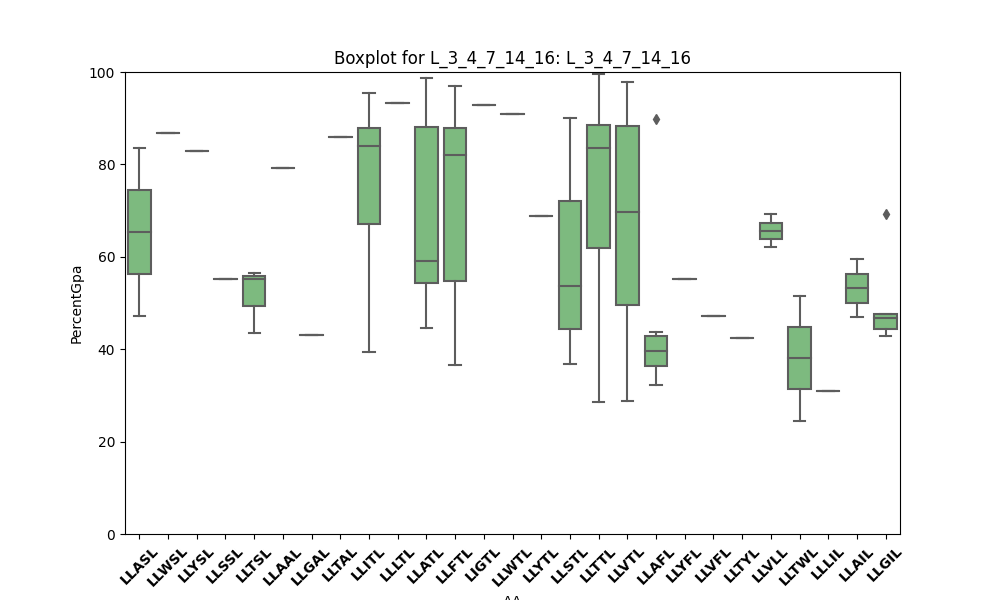 Boxplot for L_3_4_7_14_16: L_3_4_7_14_16
100
80
60
40
20
0
PercentGpa
LLASL LLWSL LLYSL LLSSL LLTSL LLAAL LLGAL LLTAL LLITL LLLTL LLATL LLFTL LIGTL LLWTL LLYTL LLSTL LLTTL LLVTL LLAFL LLYFL LLVFL LLTYL LLVLL LLTWL LLLIL LLAIL LLGIL
AA